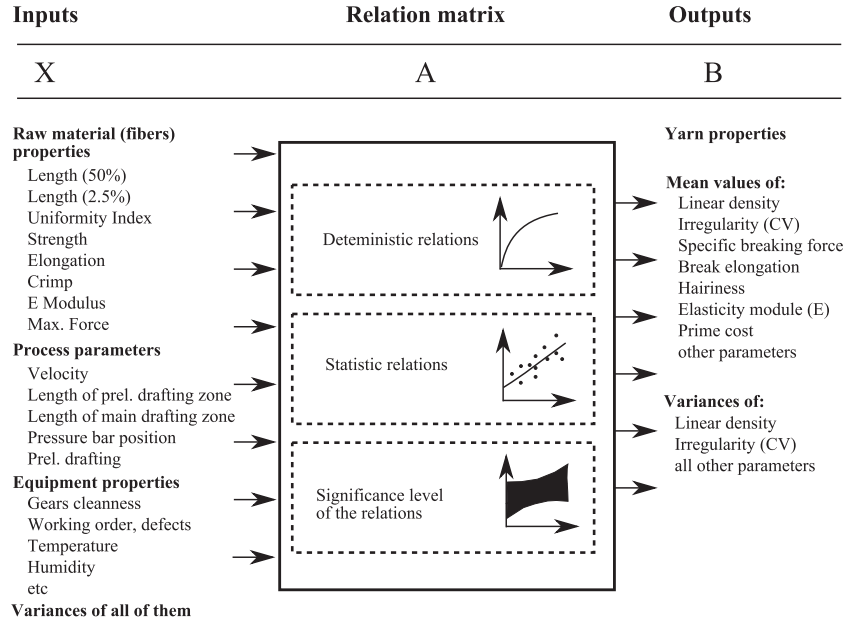 Inputs
Relation matrix
Outputs
X
A
B
Raw material (fibers)
properties
Length (50%)
Length (2.5%)
Uniformity Index
Strength
Elongation
Crimp
E Modulus
Max. Force
Process parameters
Velocity
Length of prel. drafting zone
Length of main drafting zone
Pressure bar position
Prel. drafting
Equipment properties
Gears cleanness
Working order, defects
Temperature
Humidity
etc
Variances of all of them
Deteministic relations
Statistic relations
Significance level
of the relations
Yarn properties
Mean values of:
Linear density
Irregularity (CV)
Specific breaking force
Break elongation
Hairiness
Elasticity module (E)
Prime cost
other parameters
Variances of:
Linear density
Irregularity (CV)
all other parameters